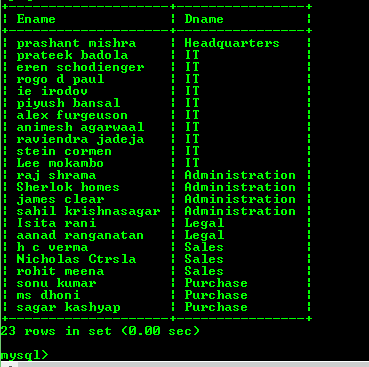 | Ename | Dname |
| prashant mishra | Headquarters |
| prateek badola | IT |
| eren schodienger | IT |
| rogo d paul | IT |
| ie irodov | IT |
| piyush bansal | IT |
| alex furgeuson | IT |
| animesh agarwaal | IT |
| raviendra jadeja | IT |
| stein cormen | IT |
| Lee mokambo | IT |
| raj shrama | Administration |
| Sherlok homes | Administration |
| james clear | Administration |
| sahil krishnasagar | Administration |
| Isita rani | Legal |
| aanad ranganatan | Legal |
| h c verma | Sales |
| Nicholas Ctrsla | Sales |
| rohit meena | Sales |
| sonu kumar | Purchase |
| ms dhoni | Purchase |
| sagar kashyap | Purchase |
23 rows in set (0.00 sec)
mysql>